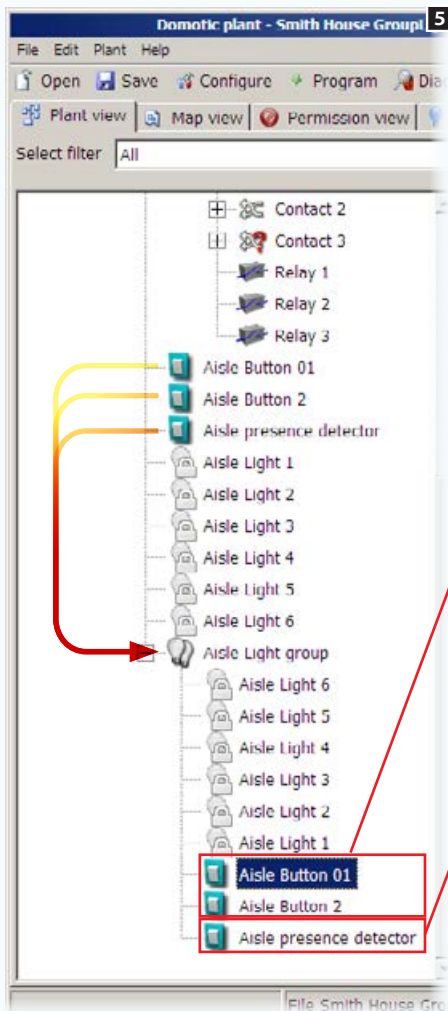 Domotic plant - Smith House Groupi
5
File Edit Plant Help
Open Save Configure Program Dia
Plant view Map view Permission view
Select filter All
Contact 2
Contact 3
Relay 1
Relay 2
Relay 3
Aisle Button 01
Aisle Button 2
Aisle presence detector
Aisle Light 1
Aisle Light 2
Aisle Light 3
Aisle Light 4
Aisle Light 5
Aisle Light 6
Aisle Light group
Aisle Light 6
Aisle Light 5
Aisle Light 4
Aisle Light 3
Aisle Light 2
Aisle Light 1
Aisle Button 01
Aisle Button 2
Aisle presence detector
File Smith House Gro